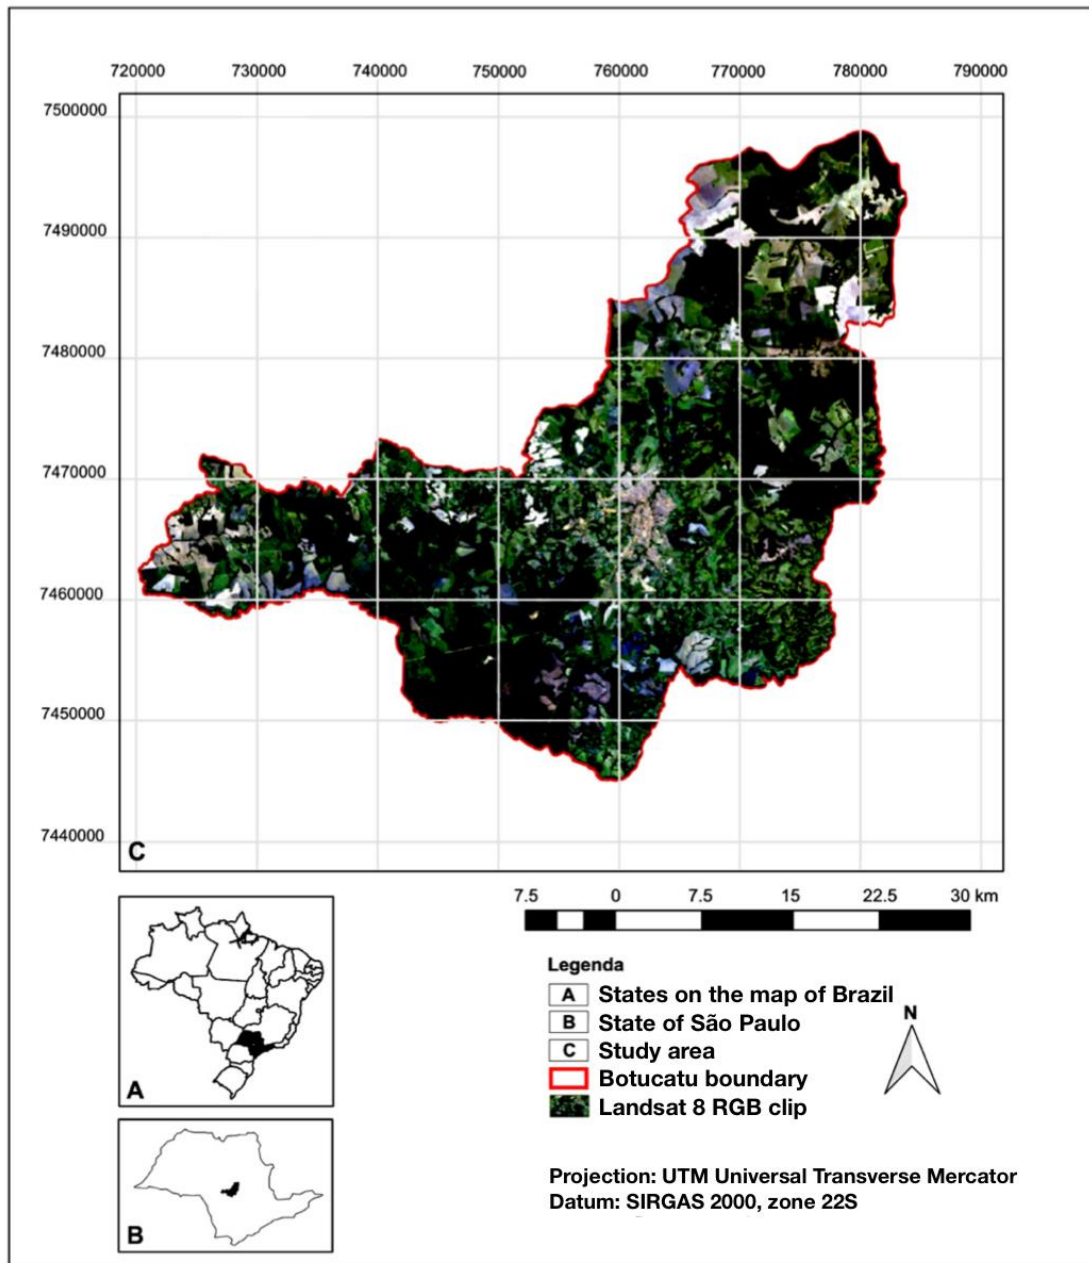 720000 730000 740000 750000 760000 770000 780000 790000
7500000
7490000
7480000
7470000
7460000
7450000
7440000
C
7.5 0 7.5 15 22.5 30 km
A
B
Legenda
A States on the map of Brazil
B State of São Paulo
C Study area
Botucatu boundary
Landsat 8 RGB clip
N
Projection: UTM Universal Transverse Mercator
Datum: SIRGAS 2000, zone 22S